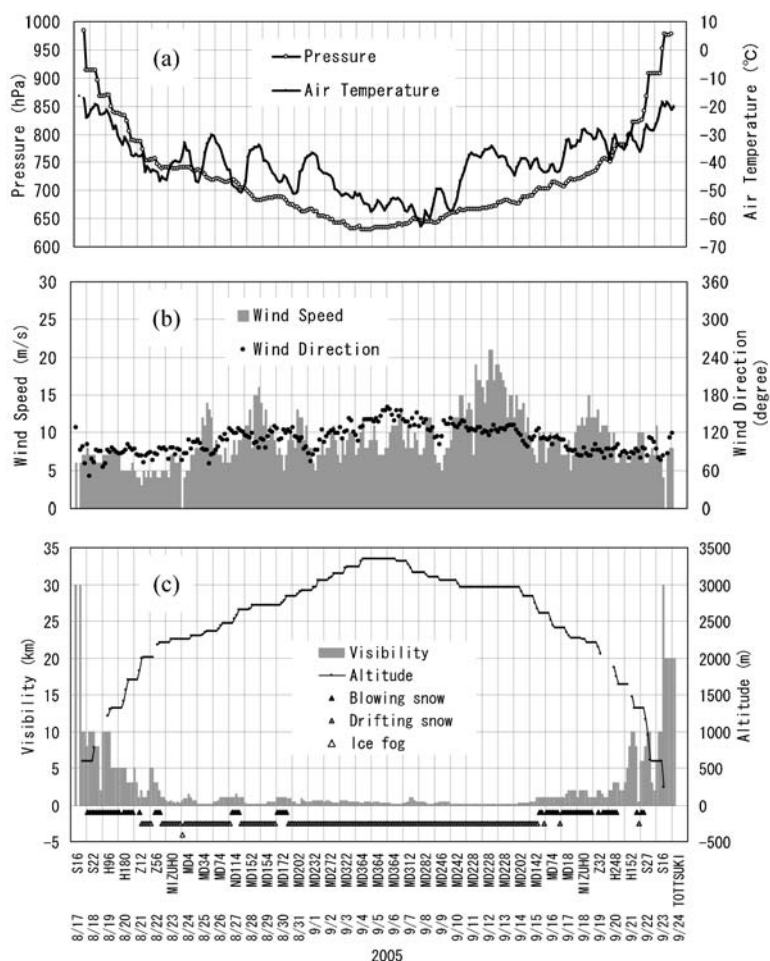 (a)
Pressure
Air Temperature
Pressure (hPa)
1000
950
900
850
800
750
700
650
600
Air Temperature (℃)
10
0
-10
-20
-30
-40
-50
-60
-70
(b)
Wind Speed
Wind Direction
Wind Speed (m/s)
30
25
20
15
10
5
0
Wind Direction
(degree)
360
300
240
180
120
60
0
(c)
Visibility
Altitude
Blowing snow
Drifting snow
Ice fog
Visibility (km)
35
30
25
20
15
10
5
0
-5
Altitude (m)
3500
3000
2500
2000
1500
1000
500
0
-500
8/17 S16
8/18 S22
8/19 H96
8/20 H180
8/21 Z12
8/22 Z56
8/23 MIZUHO
8/24 MD4
8/25 MD34
8/26 MD74
8/27 ND114
8/28 MD152
8/29 MD154
8/30 MD172
8/31 MD202
9/1 MD232
9/2 MD272
9/3 MD322
9/4 MD364
9/5 MD364
9/6 MD364
9/7 MD312
9/8 MD282
9/9 MD246
9/10 MD242
9/11 MD228
9/12 MD228
9/13 MD228
9/14 MD202
9/15 MD142
9/16 MD74
9/17 MD18
9/18 MIZUHO
9/19 Z32
9/20 H248
9/21 H152
9/22 S27
9/23 S16
9/24 TOTTSUKI
2005